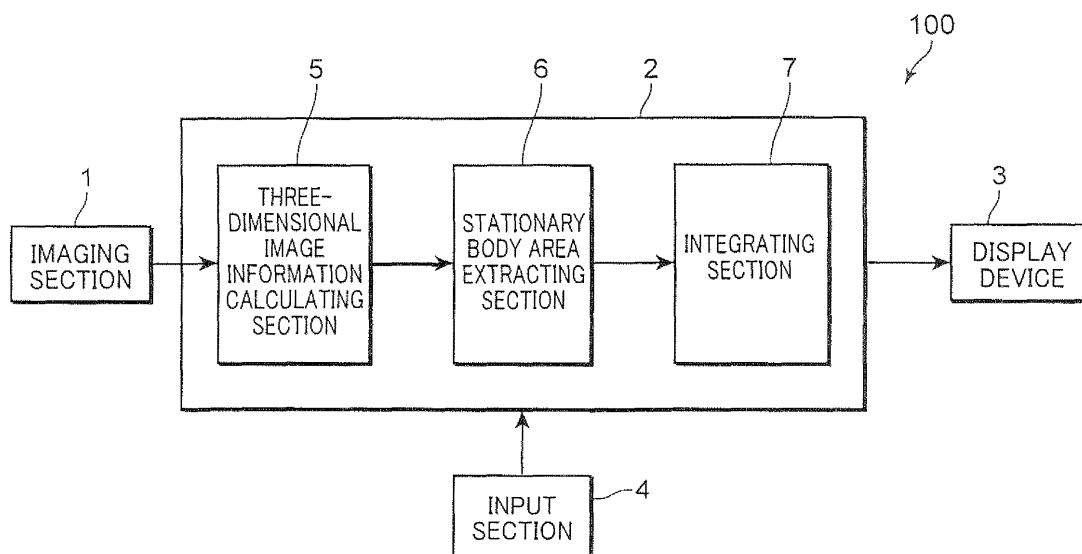 100
5
6
2
7
1
3
THREE-
DIMENSIONAL
IMAGE
INFORMATION
CALCULATING
SECTION
STATIONARY
BODY AREA
EXTRACTING
SECTION
INTEGRATING
SECTION
IMAGING
SECTION
DISPLAY
DEVICE
INPUT
SECTION
4